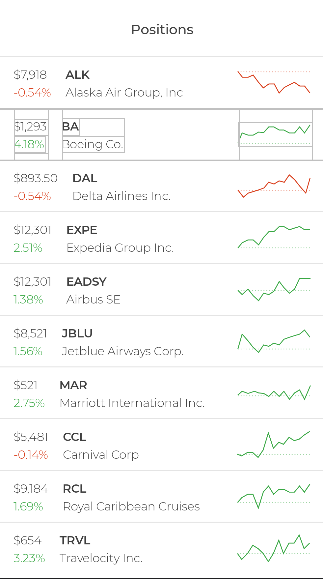 Positions
$7,918 ALK
-0.54% Alaska Air Group, Inc
$1,293 BA
4.18% Boeing Co.
$893.50 DAL
-0.54% Delta Airlines Inc.
$12,301 EXPE
2.51% Expedia Group Inc.
$12,301 EADSY
1.38% Airbus SE
$8,521 JBLU
1.56% Jetblue Airways Corp.
$521 MAR
2.75% Marriott International Inc.
$5,481 CCL
-0.14% Carnival Corp
$9,184 RCL
1.69% Royal Caribbean Cruises
$654 TRVL
3.23% Travelocity Inc.